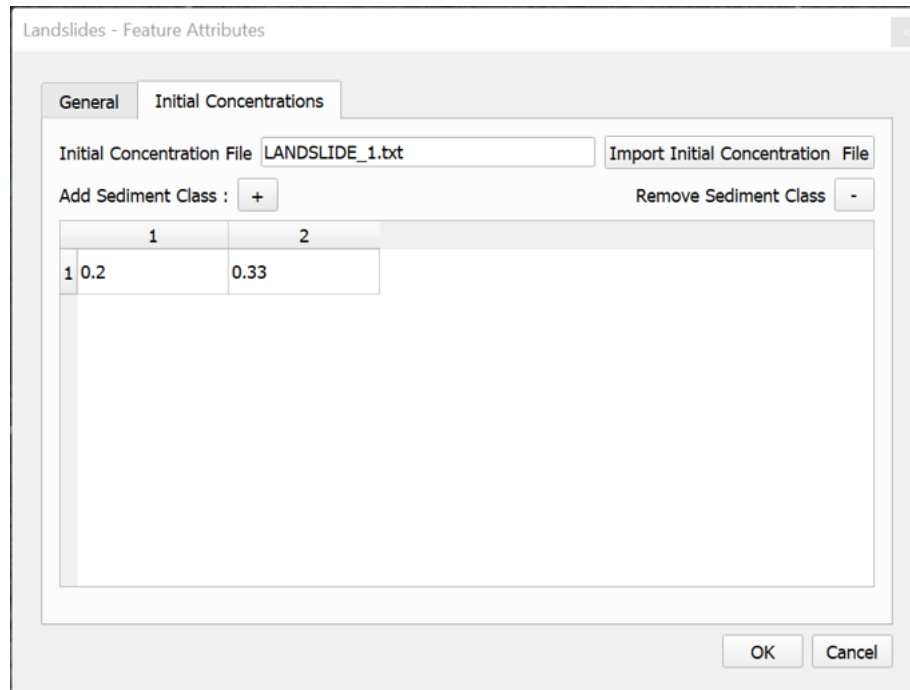 Landslides - Feature Attributes
General Initial Concentrations
Initial Concentration File LANDSLIDE_1.txt Import Initial Concentration File
Add Sediment Class : + Remove Sediment Class -
1 2
1 0.2 0.33
OK Cancel